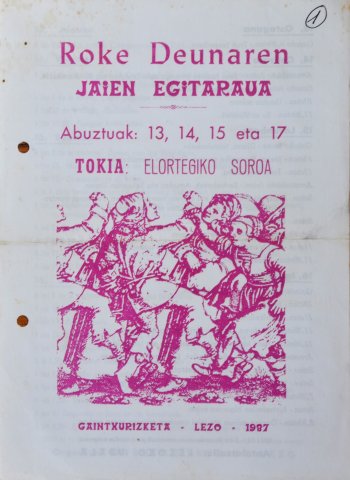 1
Roke Deunaren
JAIEN EGITARAUA
Abuztuak: 13, 14, 15 eta 17
TOKIA: ELORTEGIKO SOROA
GAINTXURIZKETA - LEZO - 1987